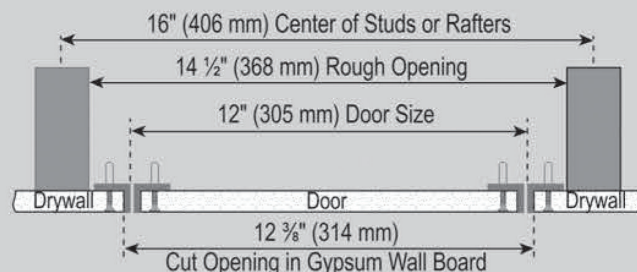 16" (406 mm) Center of Studs or Rafters
14 ½" (368 mm) Rough Opening
12" (305 mm) Door Size
Drywall Door Drywall
12 ⅜" (314 mm)
Cut Opening in Gypsum Wall Board